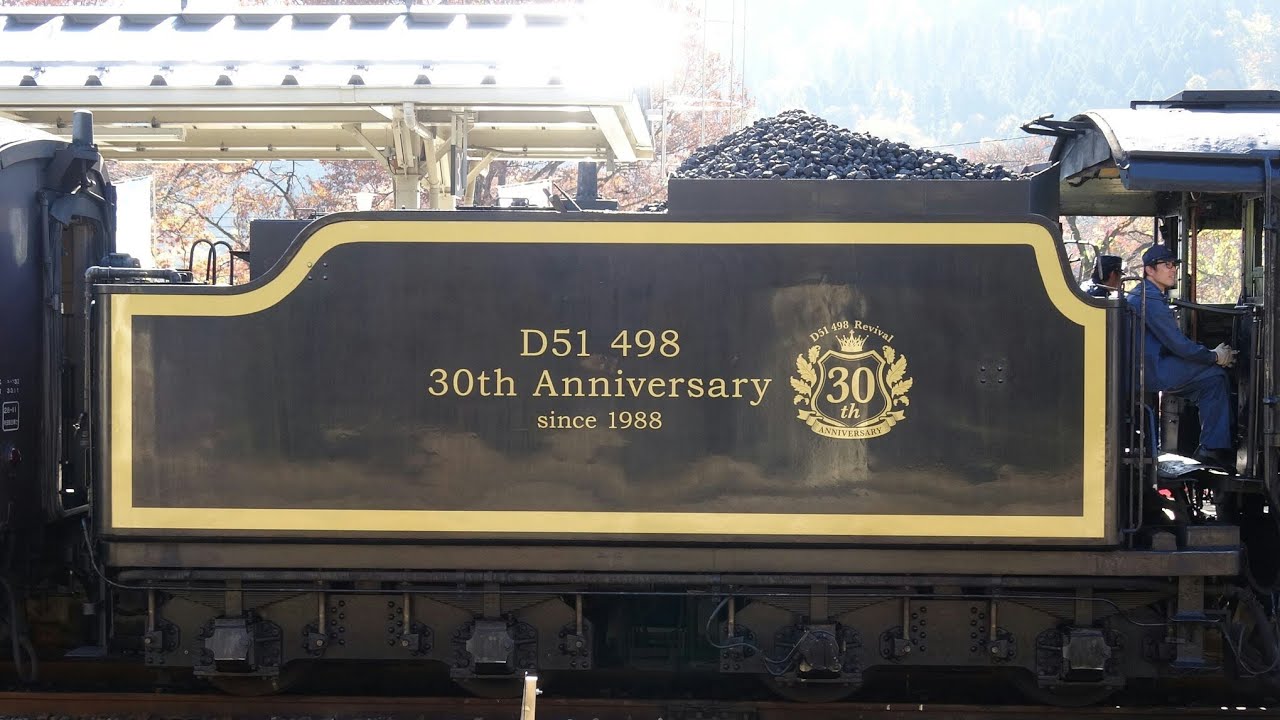 D51 498
30th Anniversary
since 1988
D51 498 Revival
30
th
ANNIVERSARY